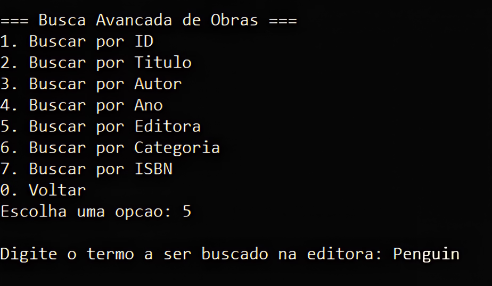 === Busca Avancada de Obras ===
1. Buscar por ID
2. Buscar por Titulo
3. Buscar por Autor
4. Buscar por Ano
5. Buscar por Editora
6. Buscar por Categoria
7. Buscar por ISBN
0. Voltar
Escolha uma opcao: 5
Digite o termo a ser buscado na editora: Penguin